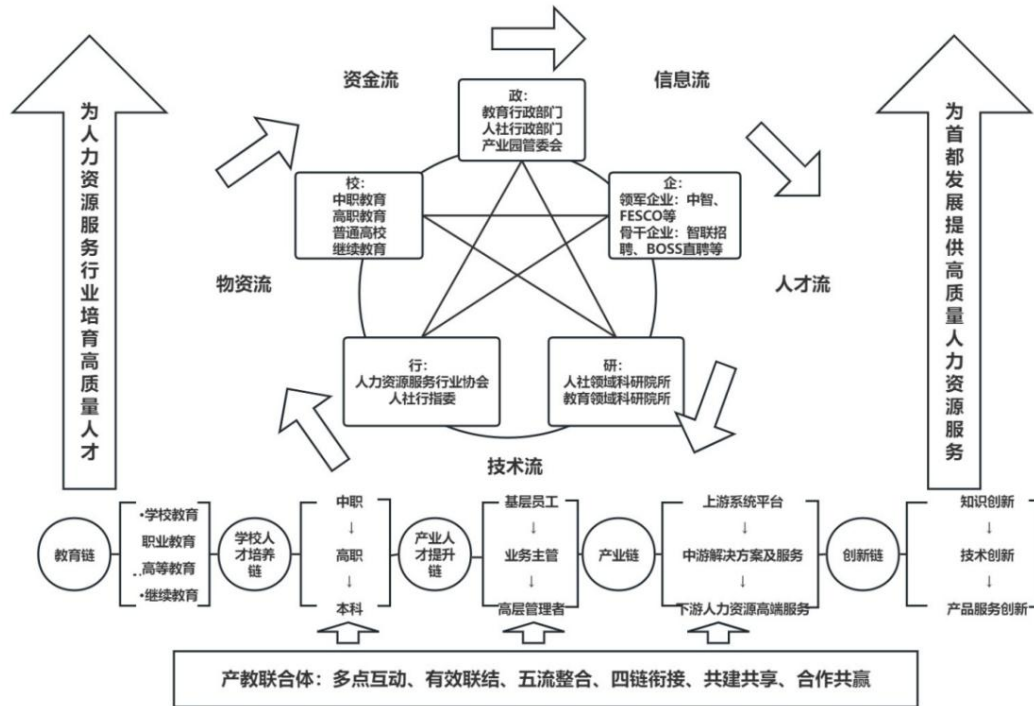 资金流
信息流
政：
教育行政部门
人社行政部门
产业园管委会
为人力资源服务行业培育高质量人才
为首都发展提供高质量人力资源服务
校：
中职教育
高职教育
普通高校
继续教育
企：
领军企业：中智、
FESCO等
骨干企业：智联招
聘、BOSS直聘等
物资流
人才流
行：
人力资源服务行业协会
人社行指委
研：
人社领域科研院所
教育领域科研院所
技术流
教育链
•学校教育
职业教育
高等教育
•继续教育
学校人
才培养
链
中职
↓
高职
↓
本科
产业人
才提升
链
基层员工
↓
业务主管
↓
高层管理者
产业链
上游系统平台
↓
中游解决方案及服务
↓
下游人力资源高端服务
创新链
知识创新
↓
技术创新
↓
产品服务创新
产教联合体：多点互动、有效联结、五流整合、四链衔接、共建共享、合作共赢